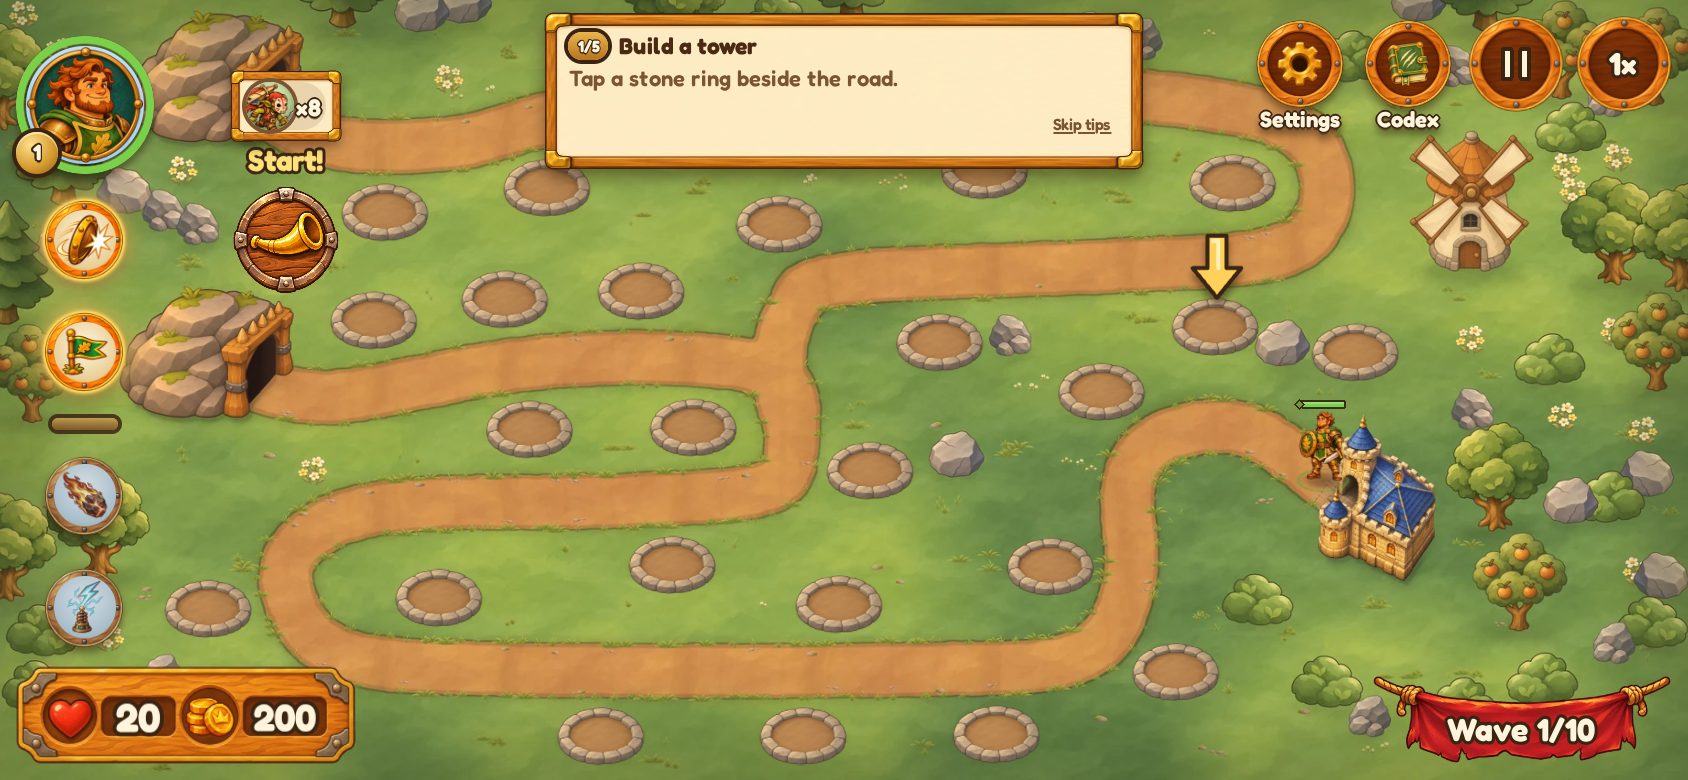 1/5 Build a tower
Tap a stone ring beside the road.
Skip tips
1
x8
Start!
Settings
Codex
1x
20
200
Wave 1/10